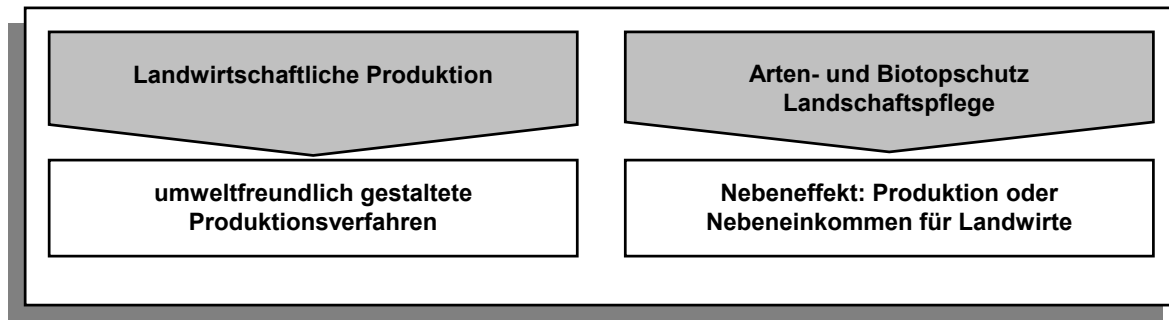 Landwirtschaftliche Produktion
umweltfreundlich gestaltete
Produktionsverfahren
Arten- und Biotopschutz
Landschaftspflege
Nebeneffekt: Produktion oder
Nebeneinkommen für Landwirte